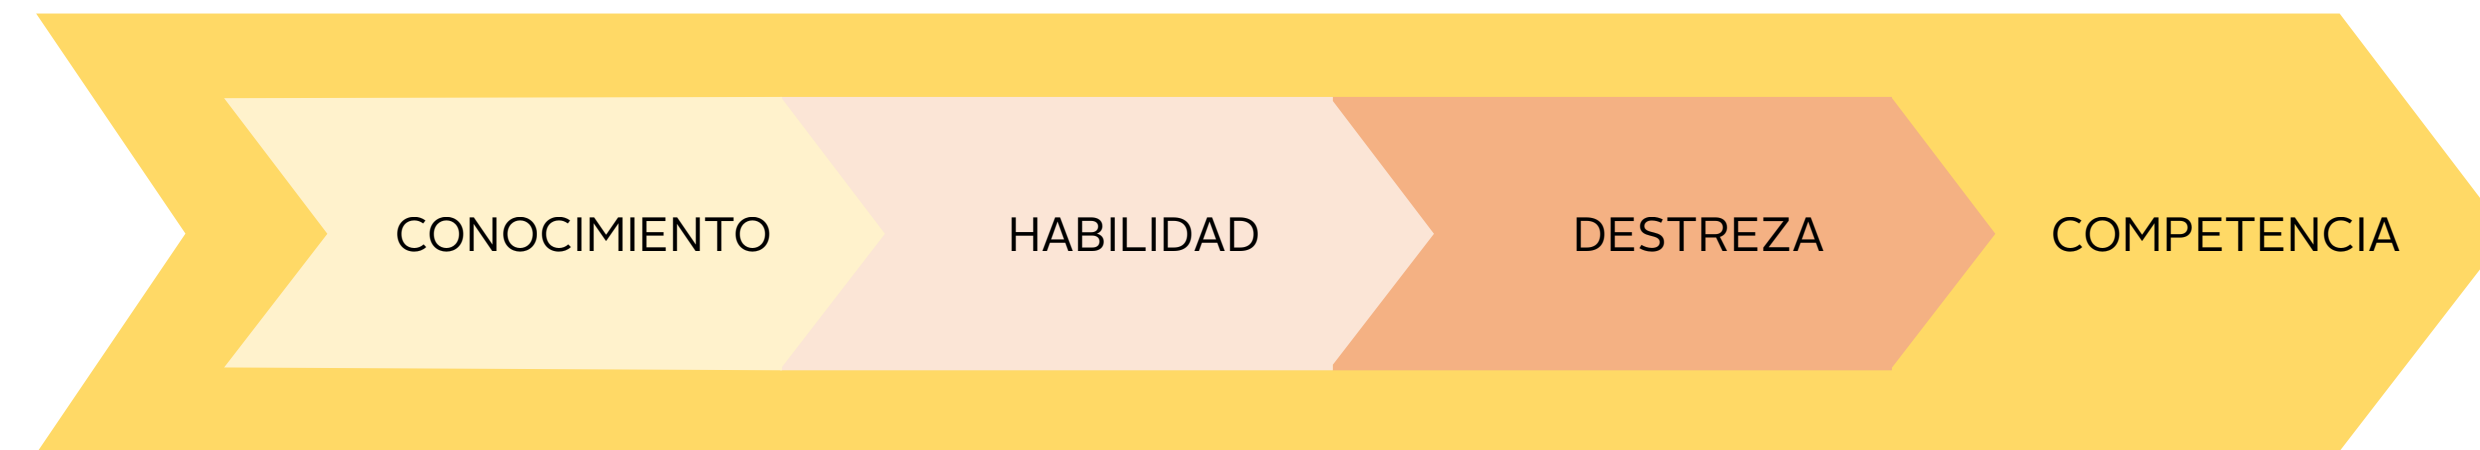 CONOCIMIENTO HABILIDAD DESTREZA COMPETENCIA